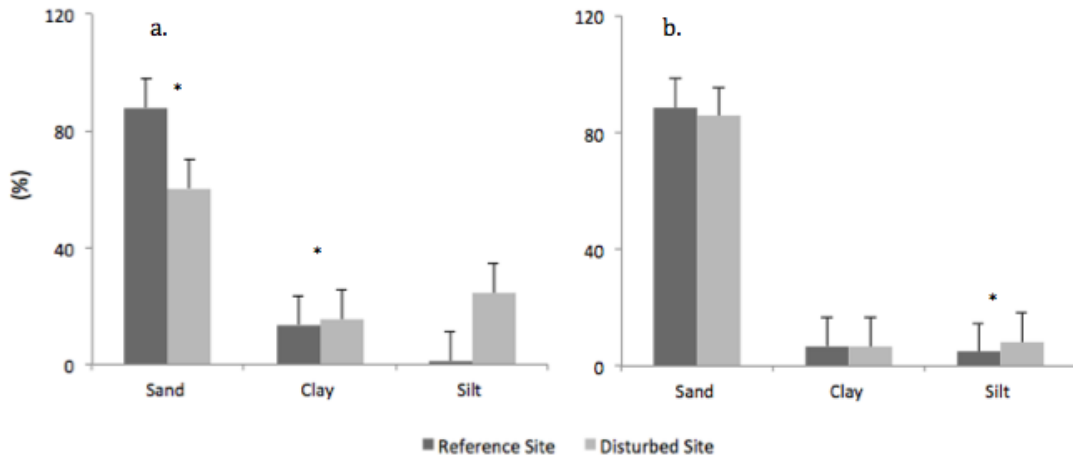 a.
120
80
40
0
(%)
*
*
Sand
Clay
Silt
b.
120
80
40
0
*
Sand
Clay
Silt
Reference Site
Disturbed Site